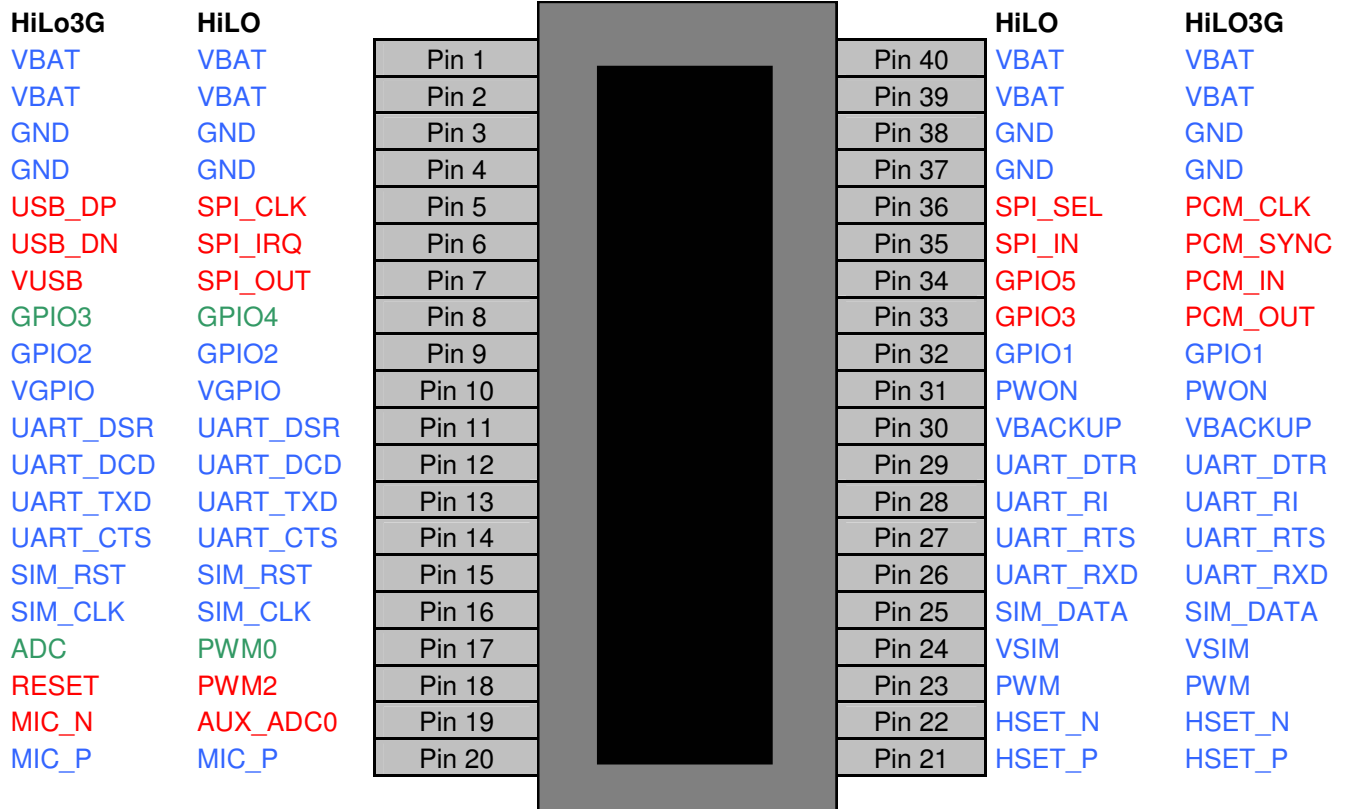 HiLo3G HiLO HiLO HiLO3G
VBAT VBAT Pin 1 Pin 40 VBAT VBAT
VBAT VBAT Pin 2 Pin 39 VBAT VBAT
GND GND Pin 3 Pin 38 GND GND
GND GND Pin 4 Pin 37 GND GND
USB_DP SPI_CLK Pin 5 Pin 36 SPI_SEL PCM_CLK
USB_DN SPI_IRQ Pin 6 Pin 35 SPI_IN PCM_SYNC
VUSB SPI_OUT Pin 7 Pin 34 GPIO5 PCM_IN
GPIO3 GPIO4 Pin 8 Pin 33 GPIO3 PCM_OUT
GPIO2 GPIO2 Pin 9 Pin 32 GPIO1 GPIO1
VGPIO VGPIO Pin 10 Pin 31 PWON PWON
UART_DSR UART_DSR Pin 11 Pin 30 VBACKUP VBACKUP
UART_DCD UART_DCD Pin 12 Pin 29 UART_DTR UART_DTR
UART_TXD UART_TXD Pin 13 Pin 28 UART_RI UART_RI
UART_CTS UART_CTS Pin 14 Pin 27 UART_RTS UART_RTS
SIM_RST SIM_RST Pin 15 Pin 26 UART_RXD UART_RXD
SIM_CLK SIM_CLK Pin 16 Pin 25 SIM_DATA SIM_DATA
ADC PWM0 Pin 17 Pin 24 VSIM VSIM
RESET PWM2 Pin 18 Pin 23 PWM PWM
MIC_N AUX_ADC0 Pin 19 Pin 22 HSET_N HSET_N
MIC_P MIC_P Pin 20 Pin 21 HSET_P HSET_P